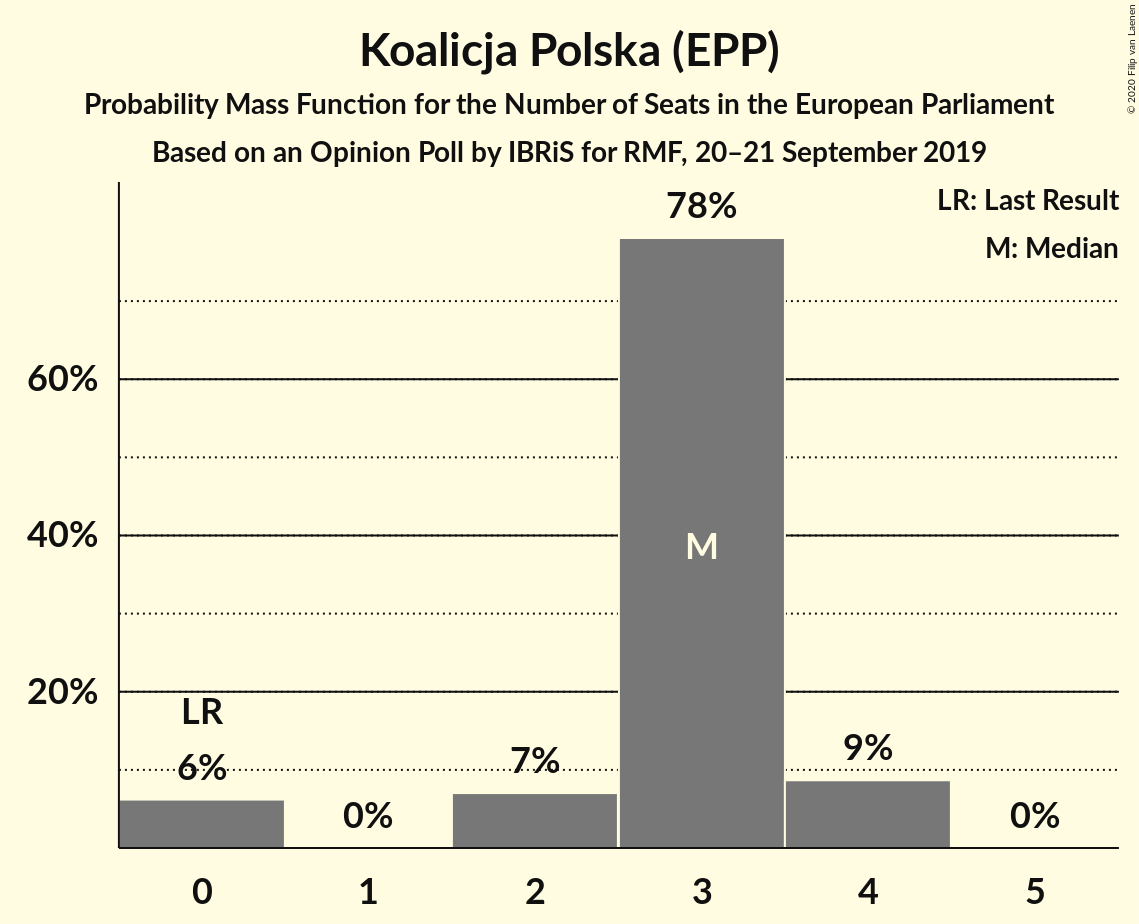 Koalicja Polska (EPP)
Probability Mass Function for the Number of Seats in the European Parliament
Based on an Opinion Poll by IBRiS for RMF, 20–21 September 2019
© 2020 Filip van Laenen
LR: Last Result
M: Median
78%
60%
40%
M
20%
LR
6%
0%
7%
9%
0%
0
1
2
3
4
5